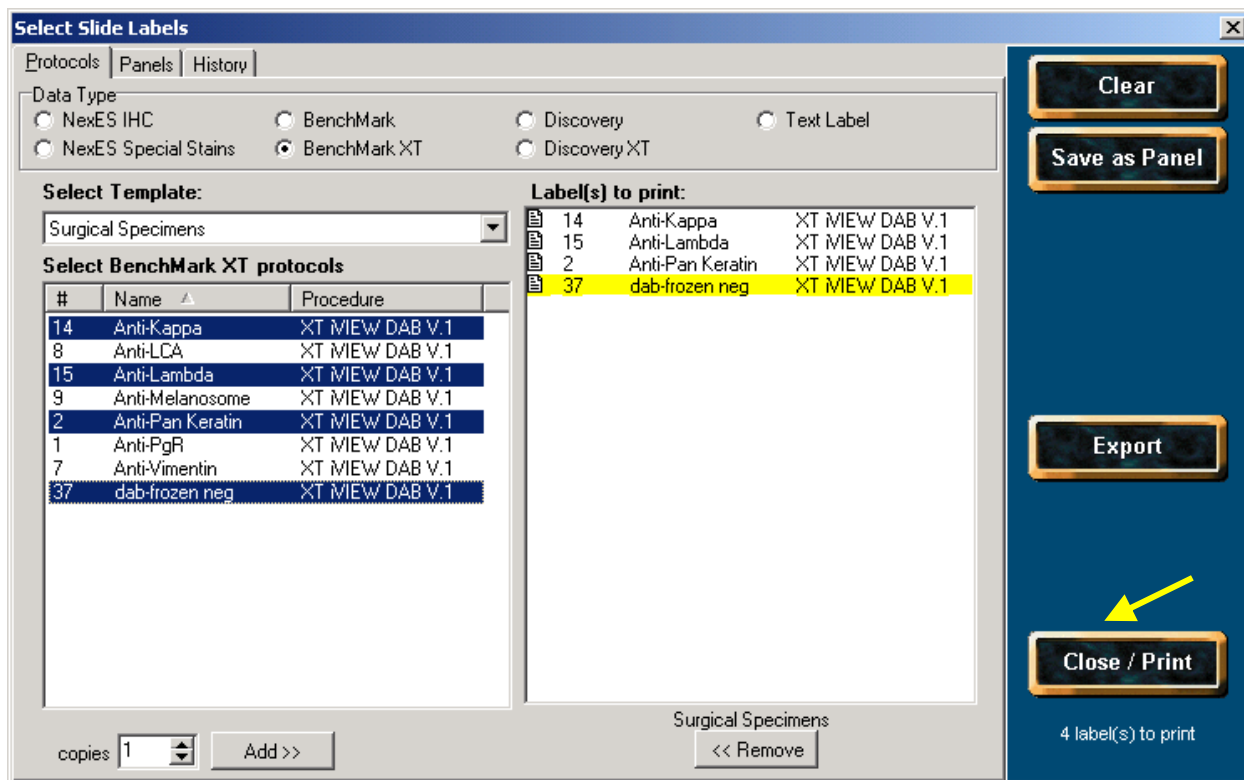 Select Slide Labels
Protocols Panels History
Data Type
NexES IHC BenchMark Discovery Text Label
NexES Special Stains BenchMark XT Discovery XT
Select Template:
Surgical Specimens
Select BenchMark XT protocols
# Name Procedure
14 Anti-Kappa XT iVIEW DAB V.1
8 Anti-LCA XT iVIEW DAB V.1
15 Anti-Lambda XT iVIEW DAB V.1
9 Anti-Melanosome XT iVIEW DAB V.1
2 Anti-Pan Keratin XT iVIEW DAB V.1
1 Anti-PgR XT iVIEW DAB V.1
7 Anti-Vimentin XT iVIEW DAB V.1
37 dab-frozen neg XT iVIEW DAB V.1
copies 1 Add >>
Label(s) to print:
14 Anti-Kappa XT iVIEW DAB V.1
15 Anti-Lambda XT iVIEW DAB V.1
2 Anti-Pan Keratin XT iVIEW DAB V.1
37 dab-frozen neg XT iVIEW DAB V.1
Surgical Specimens
<< Remove
Clear
Save as Panel
Export
Close / Print
4 label(s) to print